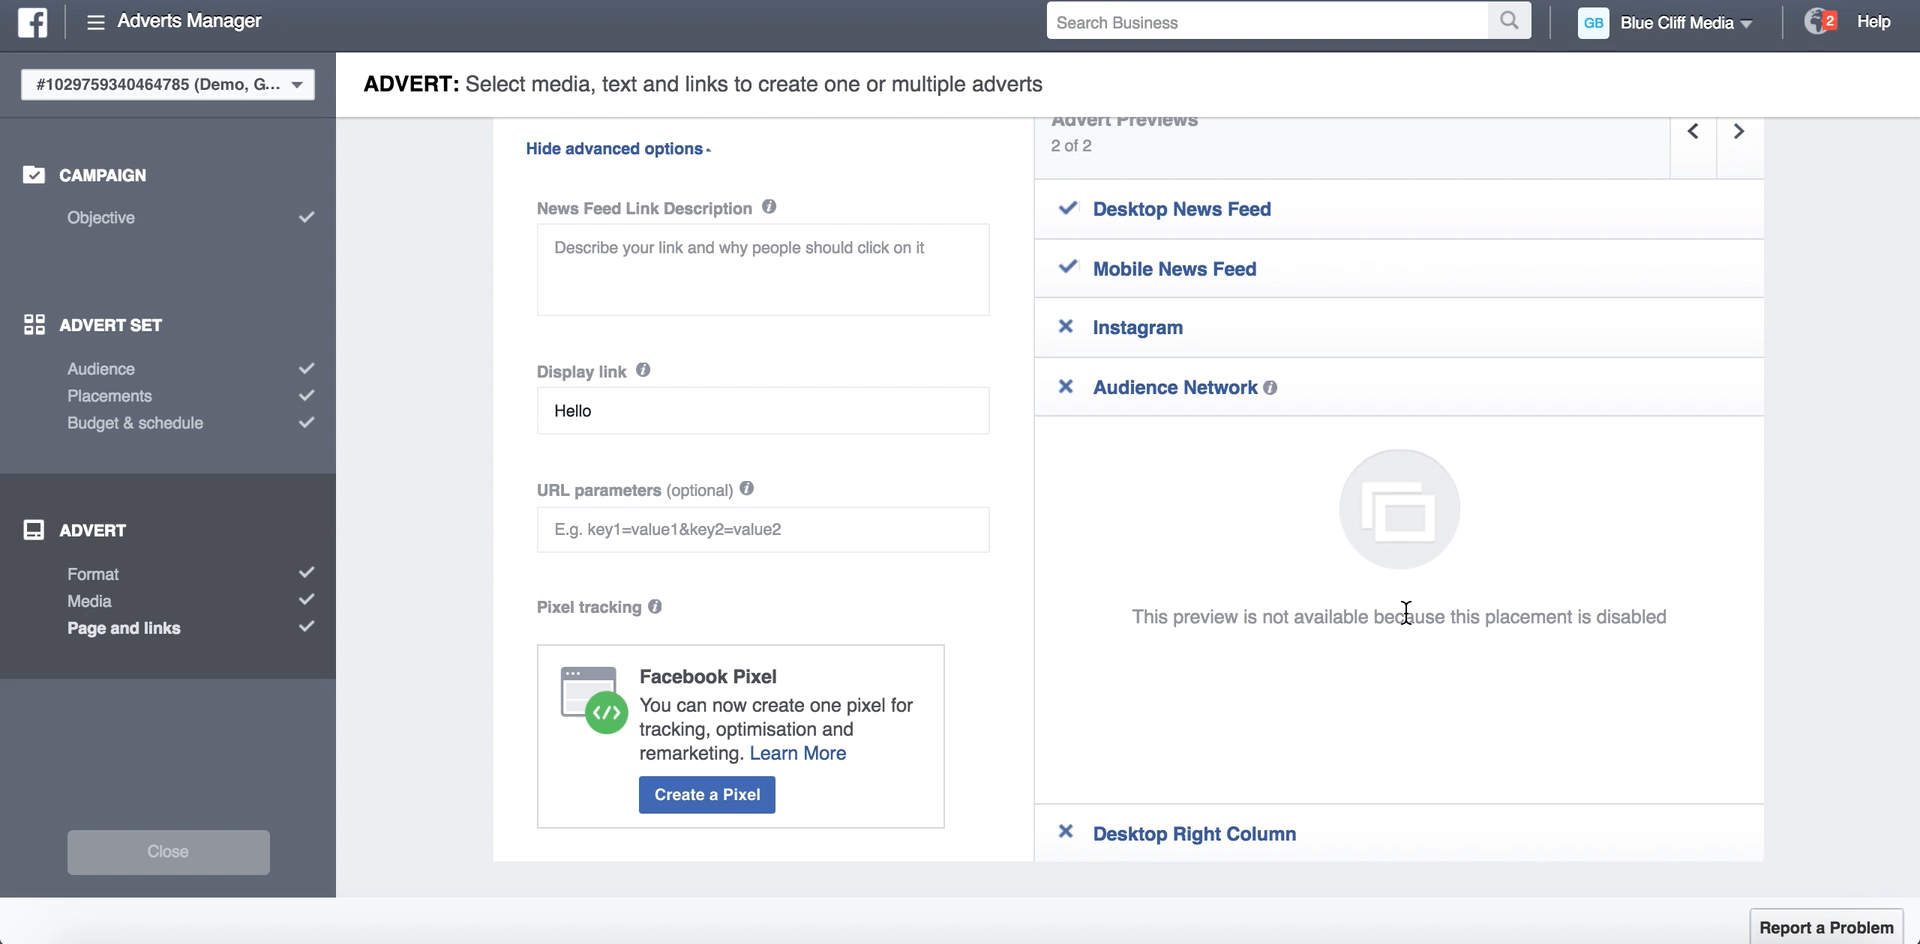 Adverts Manager
Search Business
GB
Blue Cliff Media
2
Help
#1029759340464785 (Demo, G...
ADVERT: Select media, text and links to create one or multiple adverts
CAMPAIGN
Objective
ADVERT SET
Audience
Placements
Budget & schedule
ADVERT
Format
Media
Page and links
Close
Hide advanced options
News Feed Link Description
Describe your link and why people should click on it
Display link
Hello
URL parameters (optional)
E.g. key1=value1&key2=value2
Pixel tracking
Facebook Pixel
You can now create one pixel for
tracking, optimisation and
remarketing. Learn More
Create a Pixel
Advert Previews
2 of 2
Desktop News Feed
Mobile News Feed
Instagram
Audience Network
This preview is not available because this placement is disabled
Desktop Right Column
Report a Problem